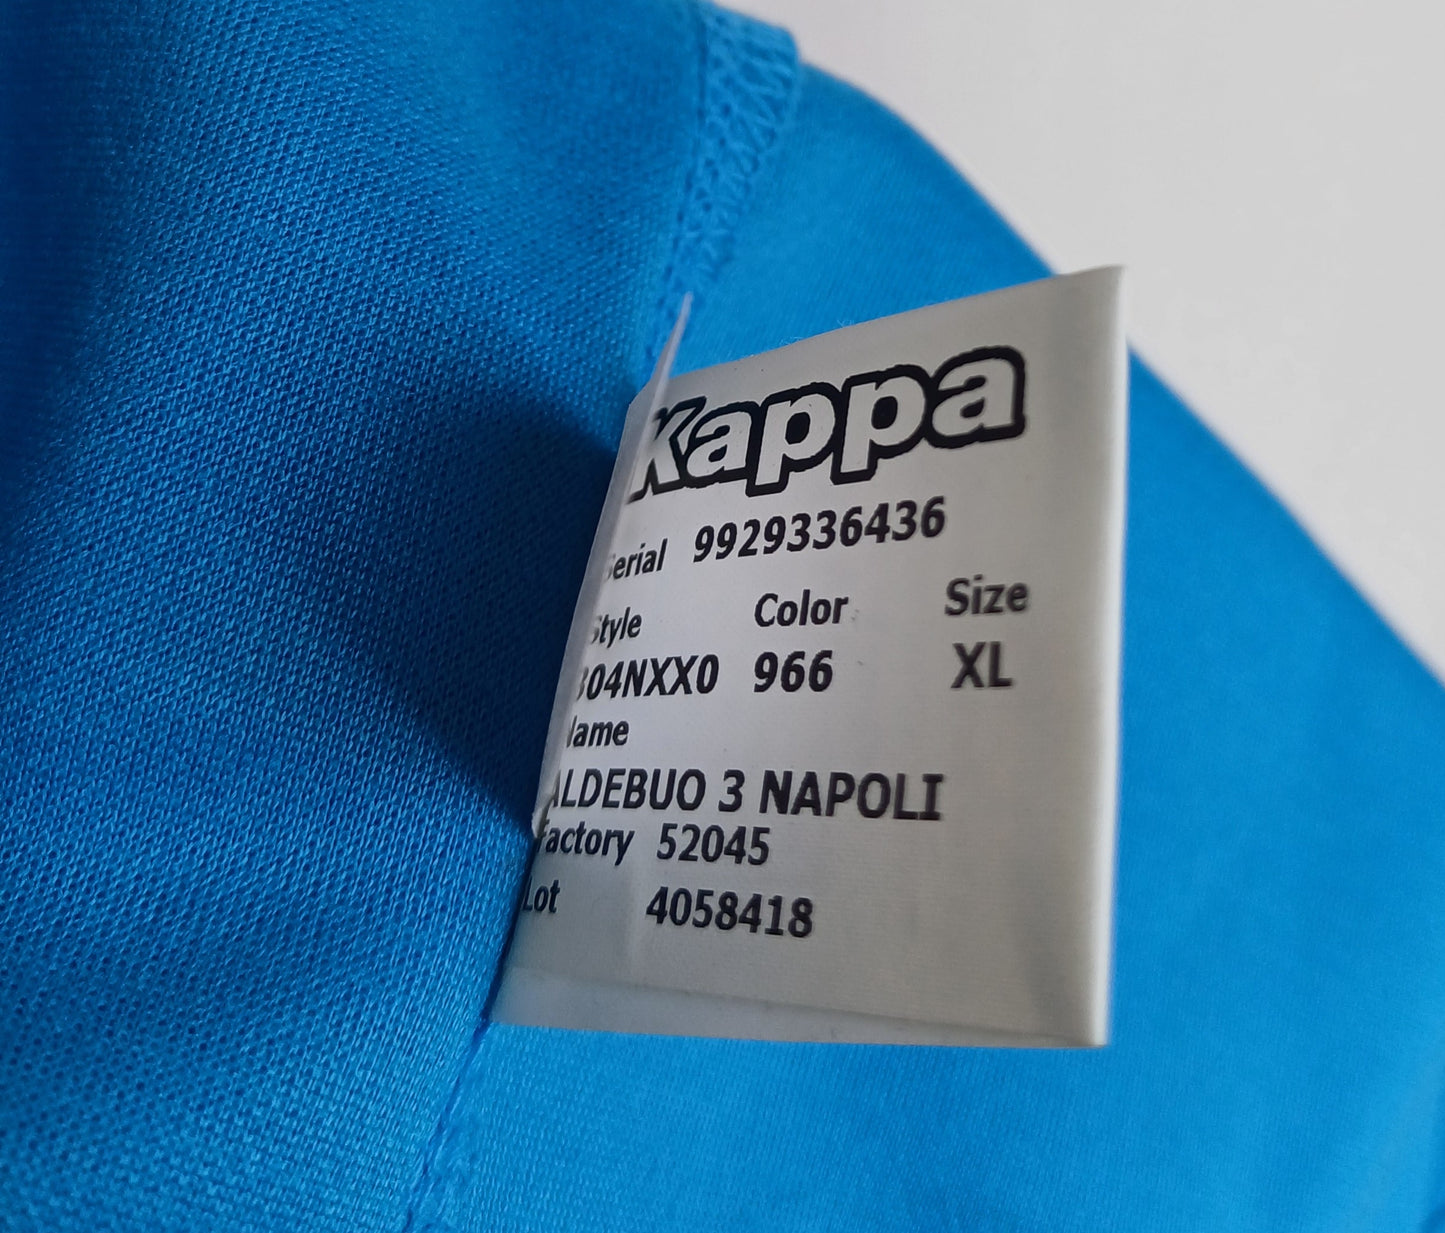 Kappa
Serial 9929336436
Style Color Size
304NXX0 966 XL
Name
ALDEBUO 3 NAPOLI
Factory 52045
Lot 4058418